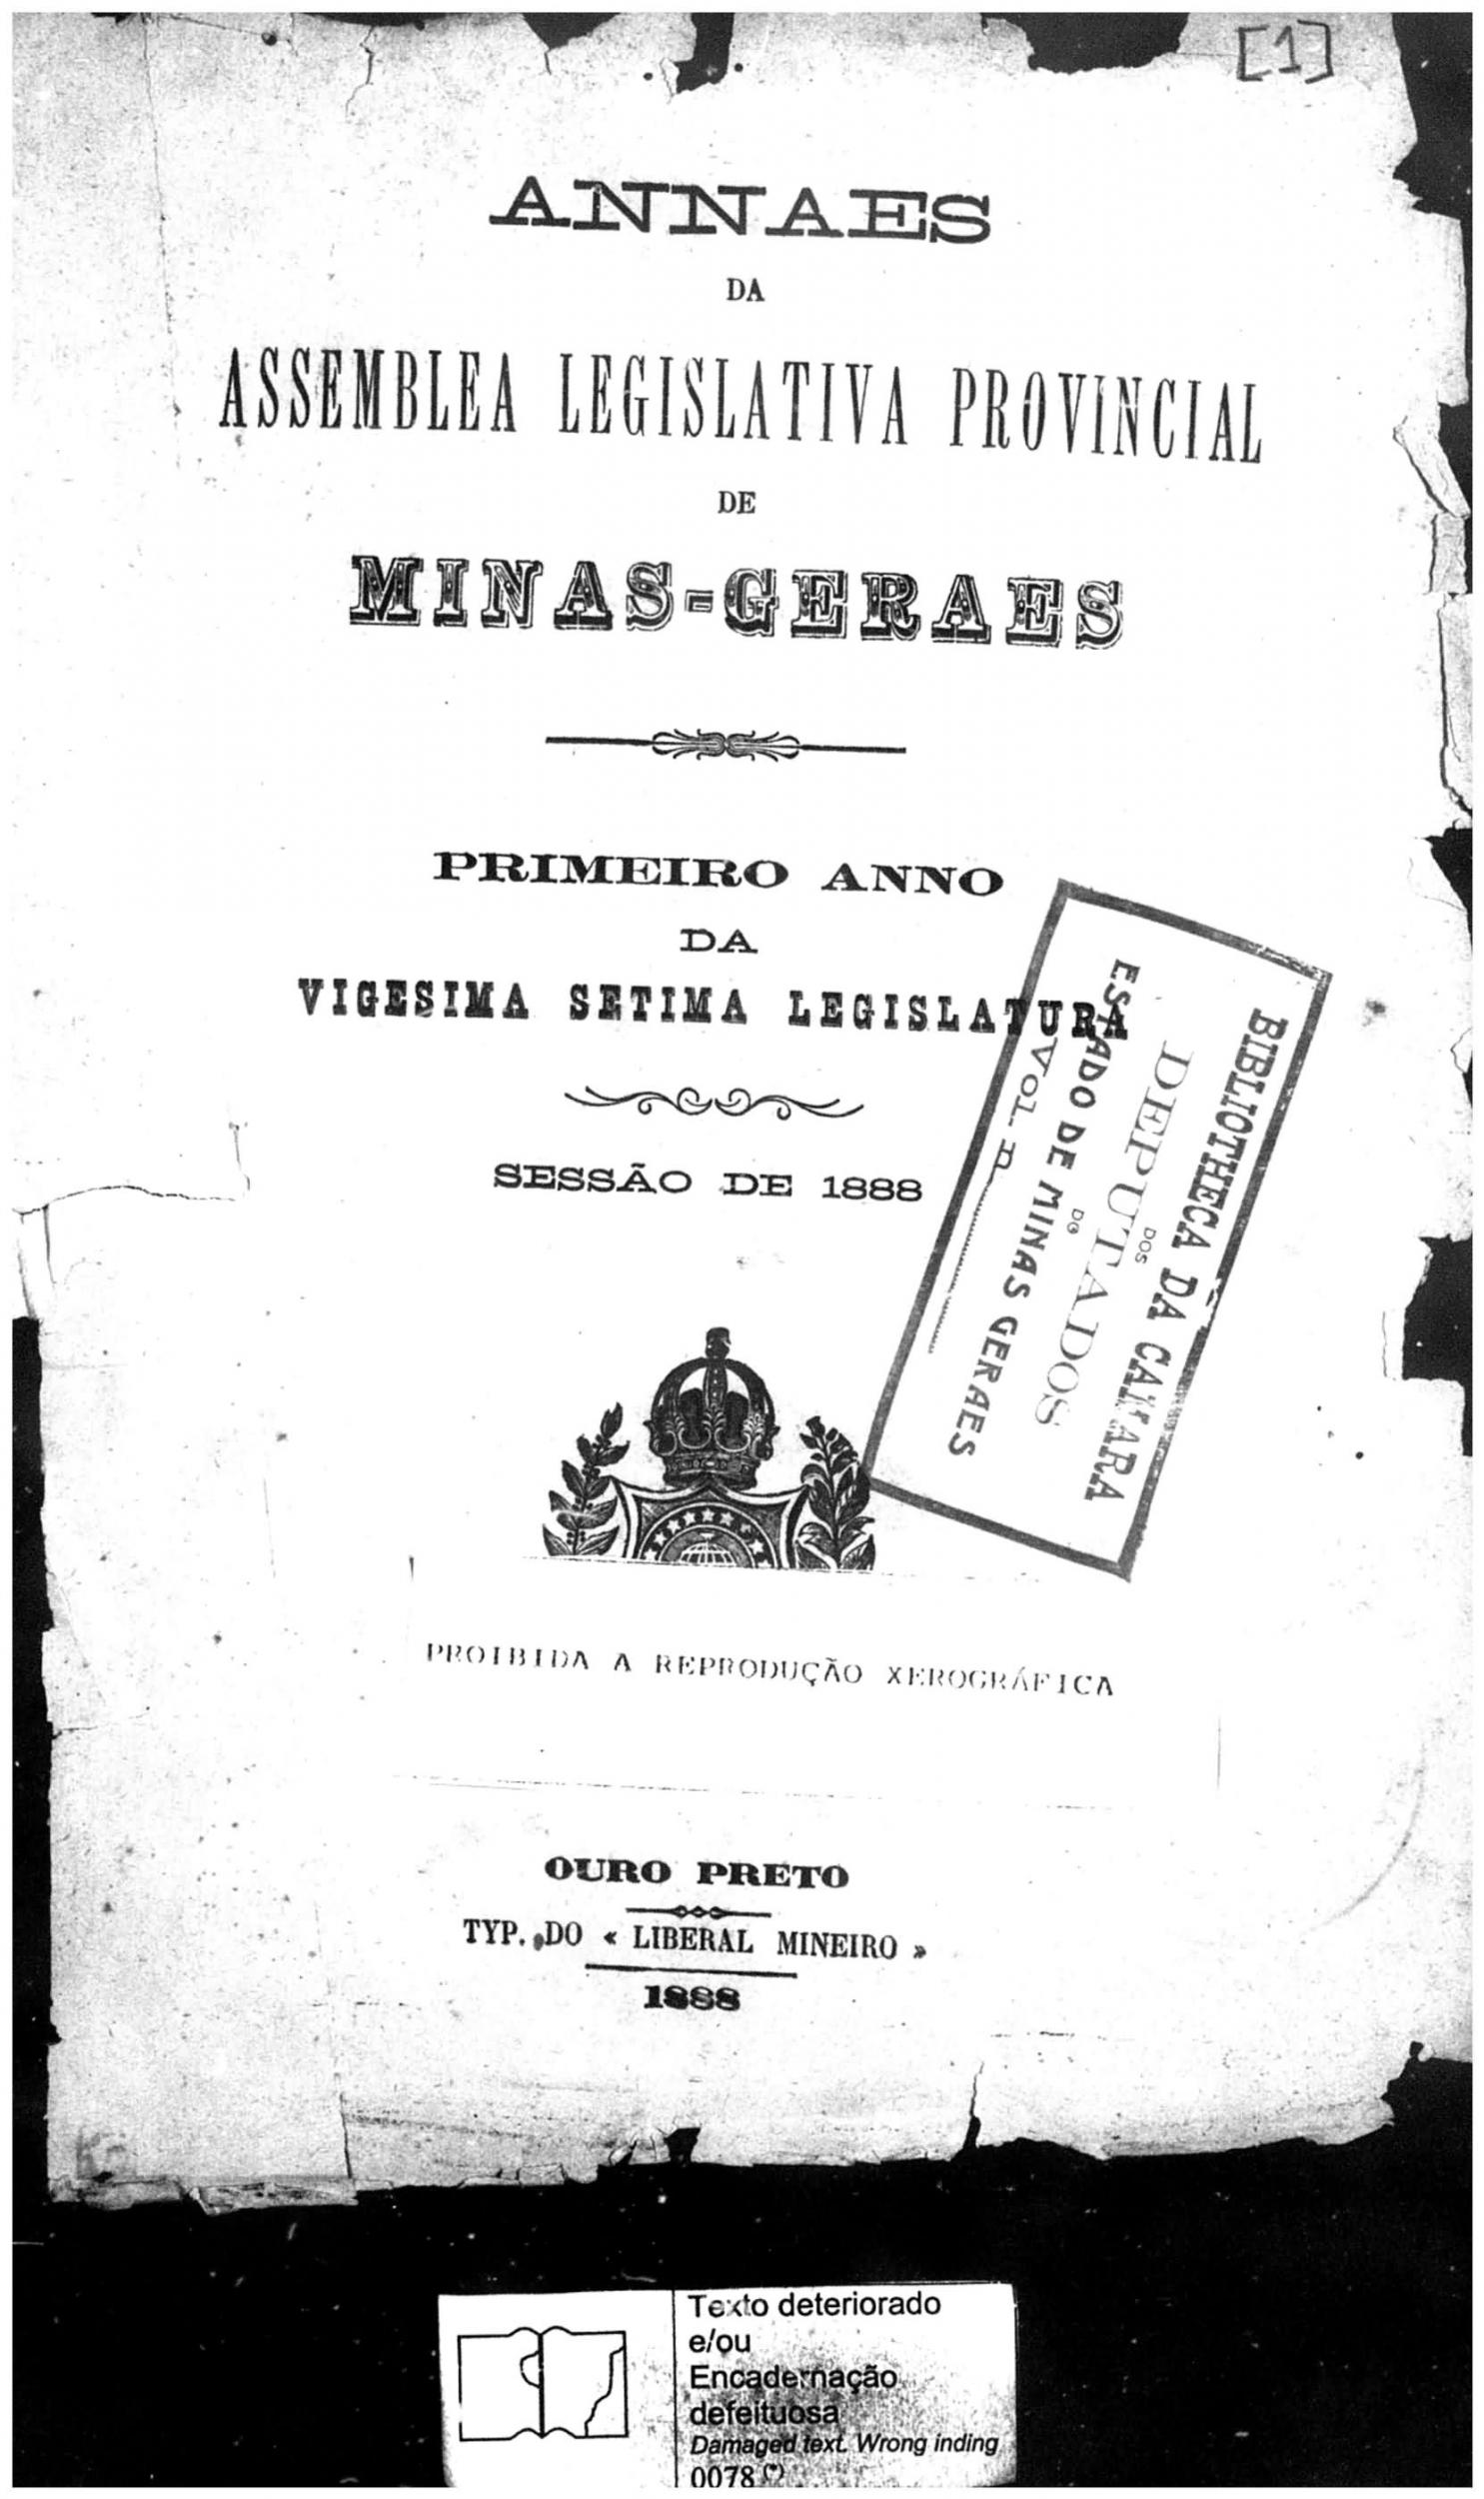 [1]
ANNAES
DA
ASSEMBLEA LEGISLATIVA PROVINCIAL
DE
MINAS-GERAES
PRIMEIRO ANNO
DA
VIGESIMA SETIMA LEGISLATURA
SESSÃO DE 1888
BIBLIOTHECA DA CAMARA
DOS
DEPUTADOS
DO
ESTADO DE MINAS GERAES
Vol. n
PROIBIDA A REPRODUÇÃO XEROGRÁFICA
OURO PRETO
TYP. DO « LIBERAL MINEIRO »
1888
Texto deteriorado
e/ou
Encadernação
defeituosa
Damaged text. Wrong inding
0078 (*)